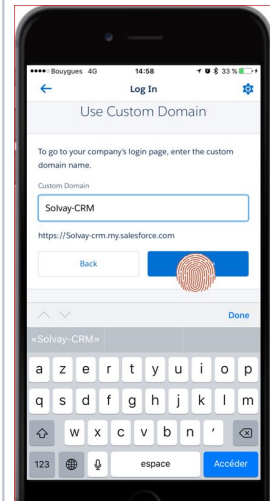 Bouygues 4G 14:58 33 %
Log In
Use Custom Domain
To go to your company's login page, enter the custom
domain name.
Custom Domain
Solvay-CRM
https://Solvay-crm.my.salesforce.com
Back
Done
«Solvay-CRM»
a z e r t y u i o p
q s d f g h j k l m
w x c v b n '
123 espace Accéder